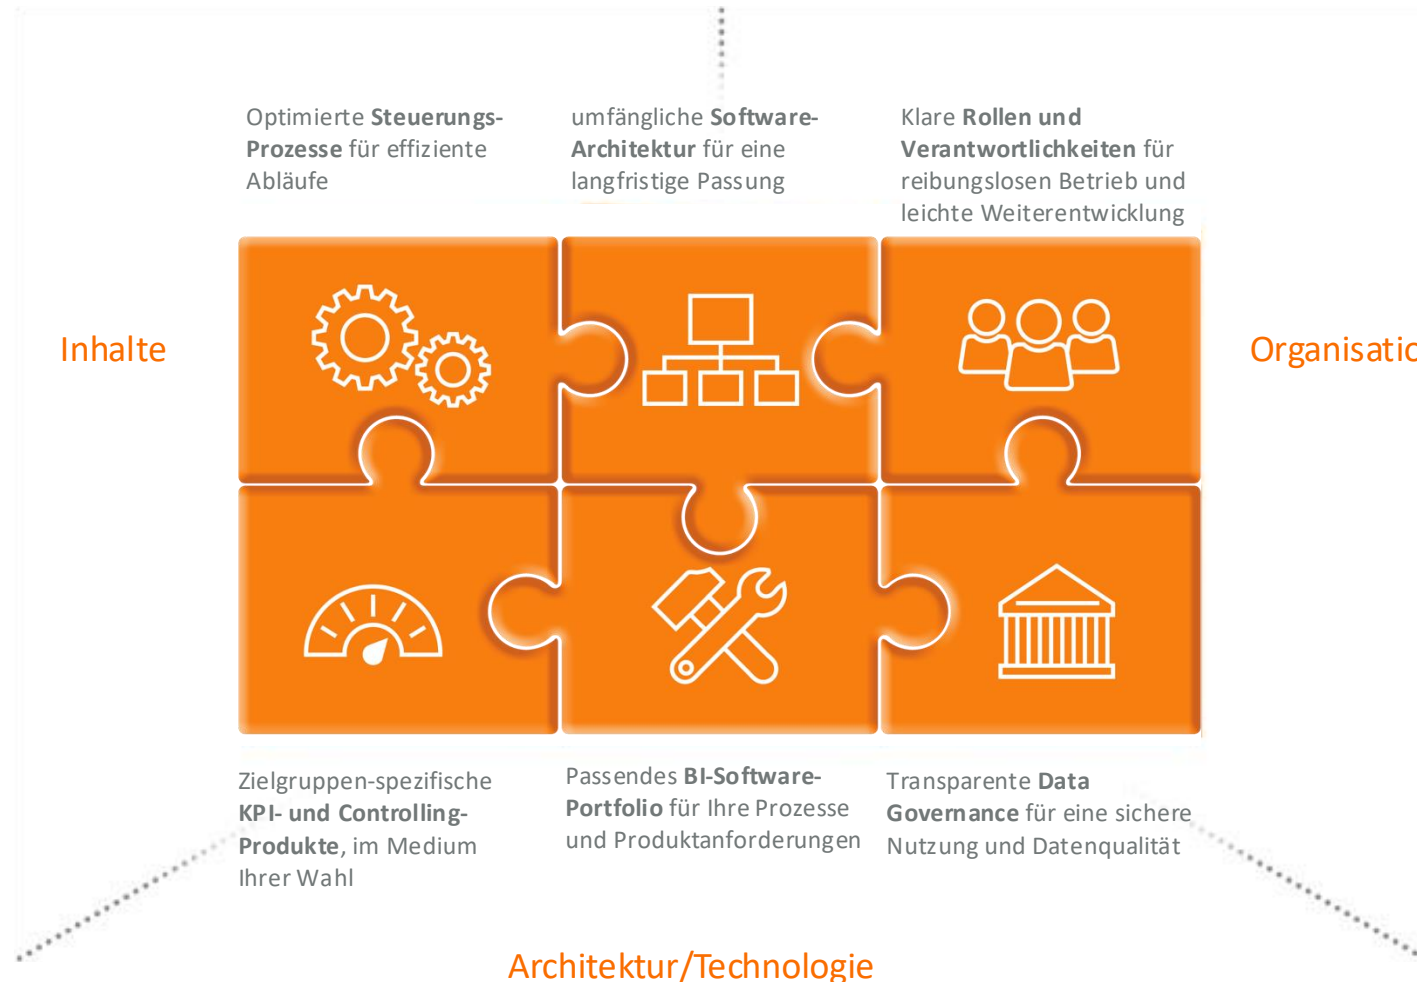 Optimierte Steuerungs-
Prozesse für effiziente
Abläufe
umfängliche Software-
Architektur für eine
langfristige Passung
Klare Rollen und
Verantwortlichkeiten für
reibungslosen Betrieb und
leichte Weiterentwicklung
Inhalte
Organisatio
Zielgruppen-spezifische
KPI- und Controlling-
Produkte, im Medium
Ihrer Wahl
Passendes BI-Software-
Portfolio für Ihre Prozesse
und Produktanforderungen
Transparente Data
Governance für eine sichere
Nutzung und Datenqualität
Architektur/Technologie